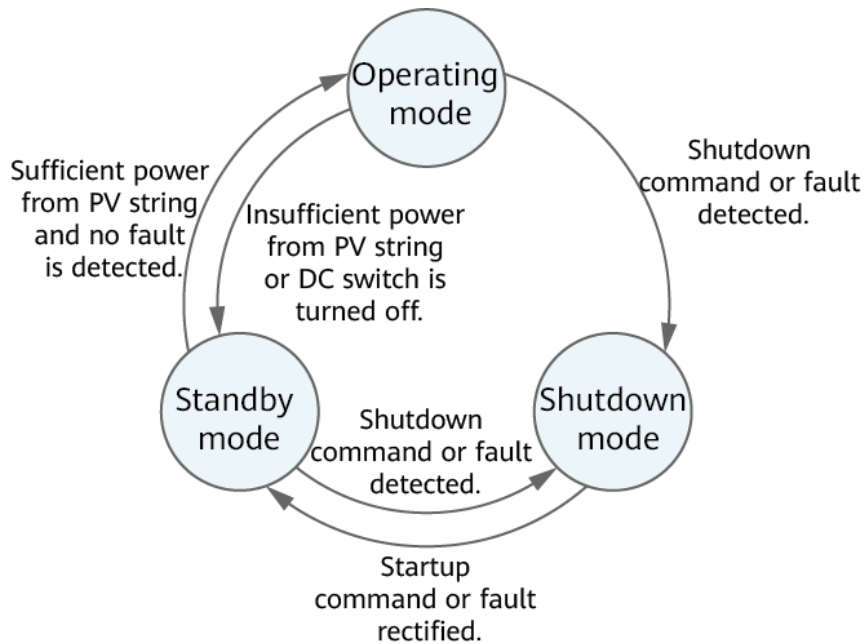 Operating
mode
Sufficient power
from PV string
and no fault
is detected.
Insufficient power
from PV string
or DC switch is
turned off.
Shutdown
command or fault
detected.
Standby
mode
Shutdown
command or fault
detected.
Shutdown
mode
Startup
command or fault
rectified.